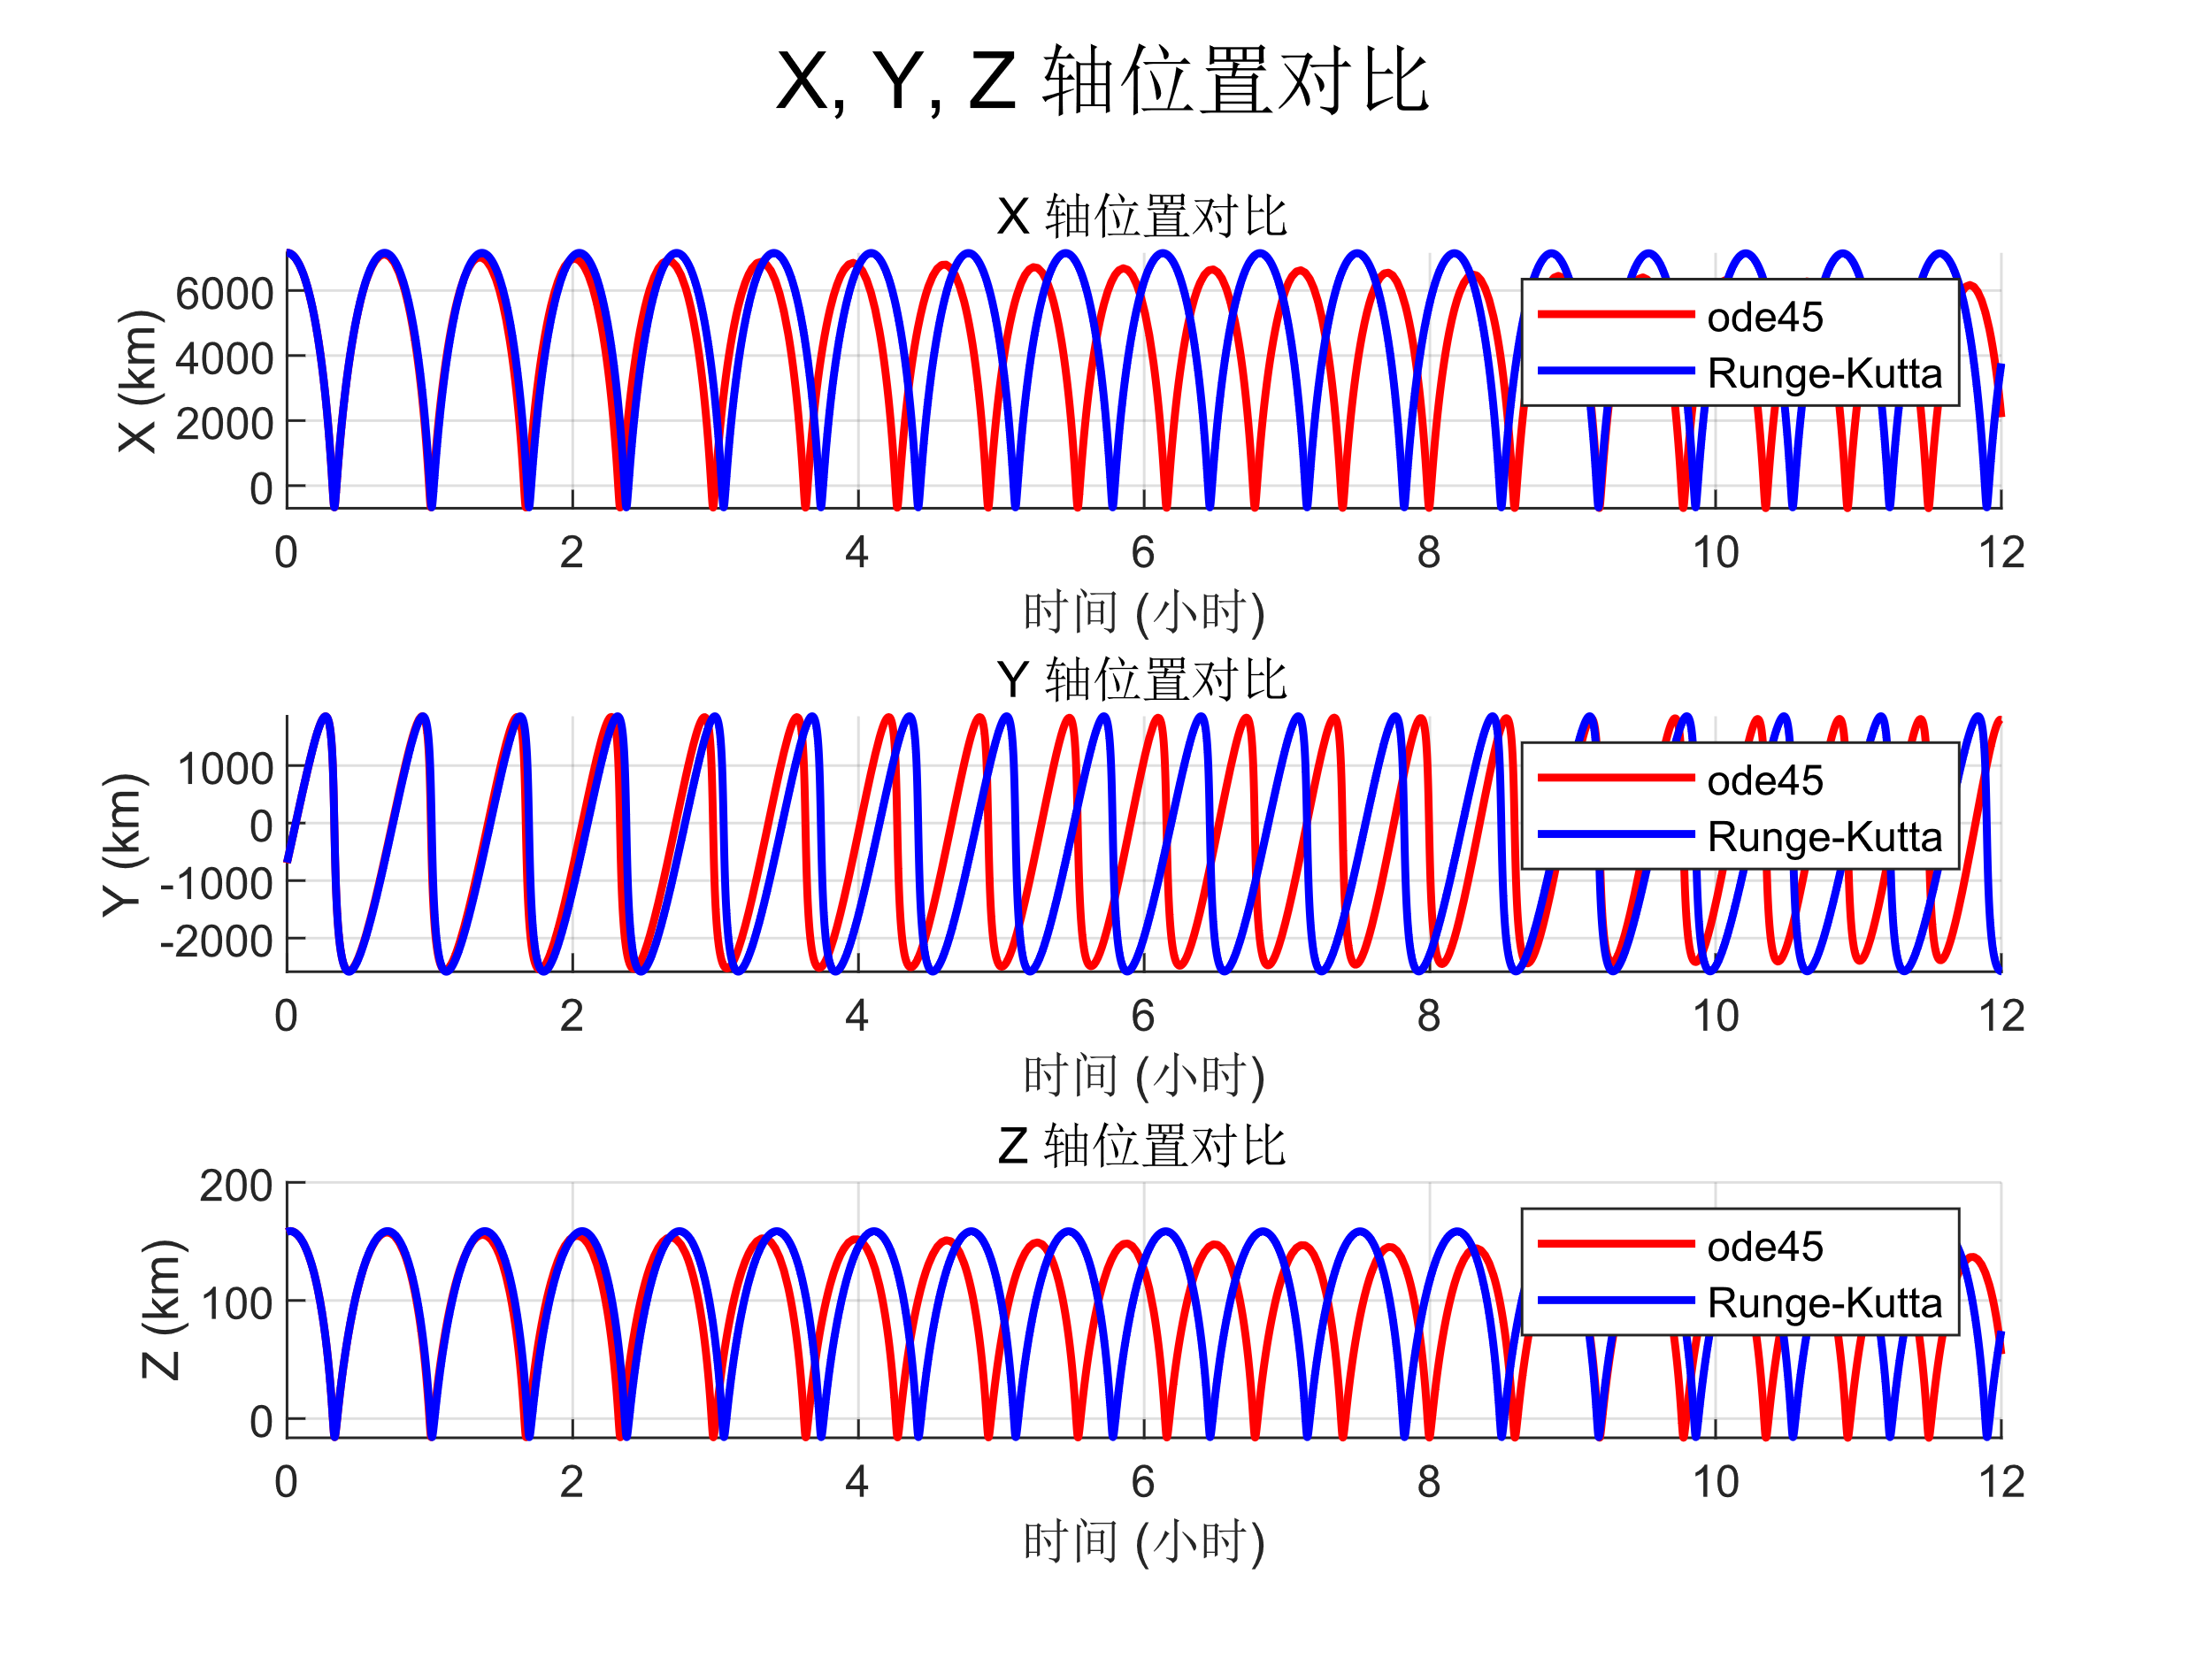 X, Y, Z 轴位置对比
X 轴位置对比
6000
4000
2000
0
X (km)
ode45
Runge-Kutta
0 2 4 6 8 10 12
时间 (小时)
Y 轴位置对比
1000
0
-1000
-2000
Y (km)
ode45
Runge-Kutta
0 2 4 6 8 10 12
时间 (小时)
Z 轴位置对比
200
100
0
Z (km)
ode45
Runge-Kutta
0 2 4 6 8 10 12
时间 (小时)